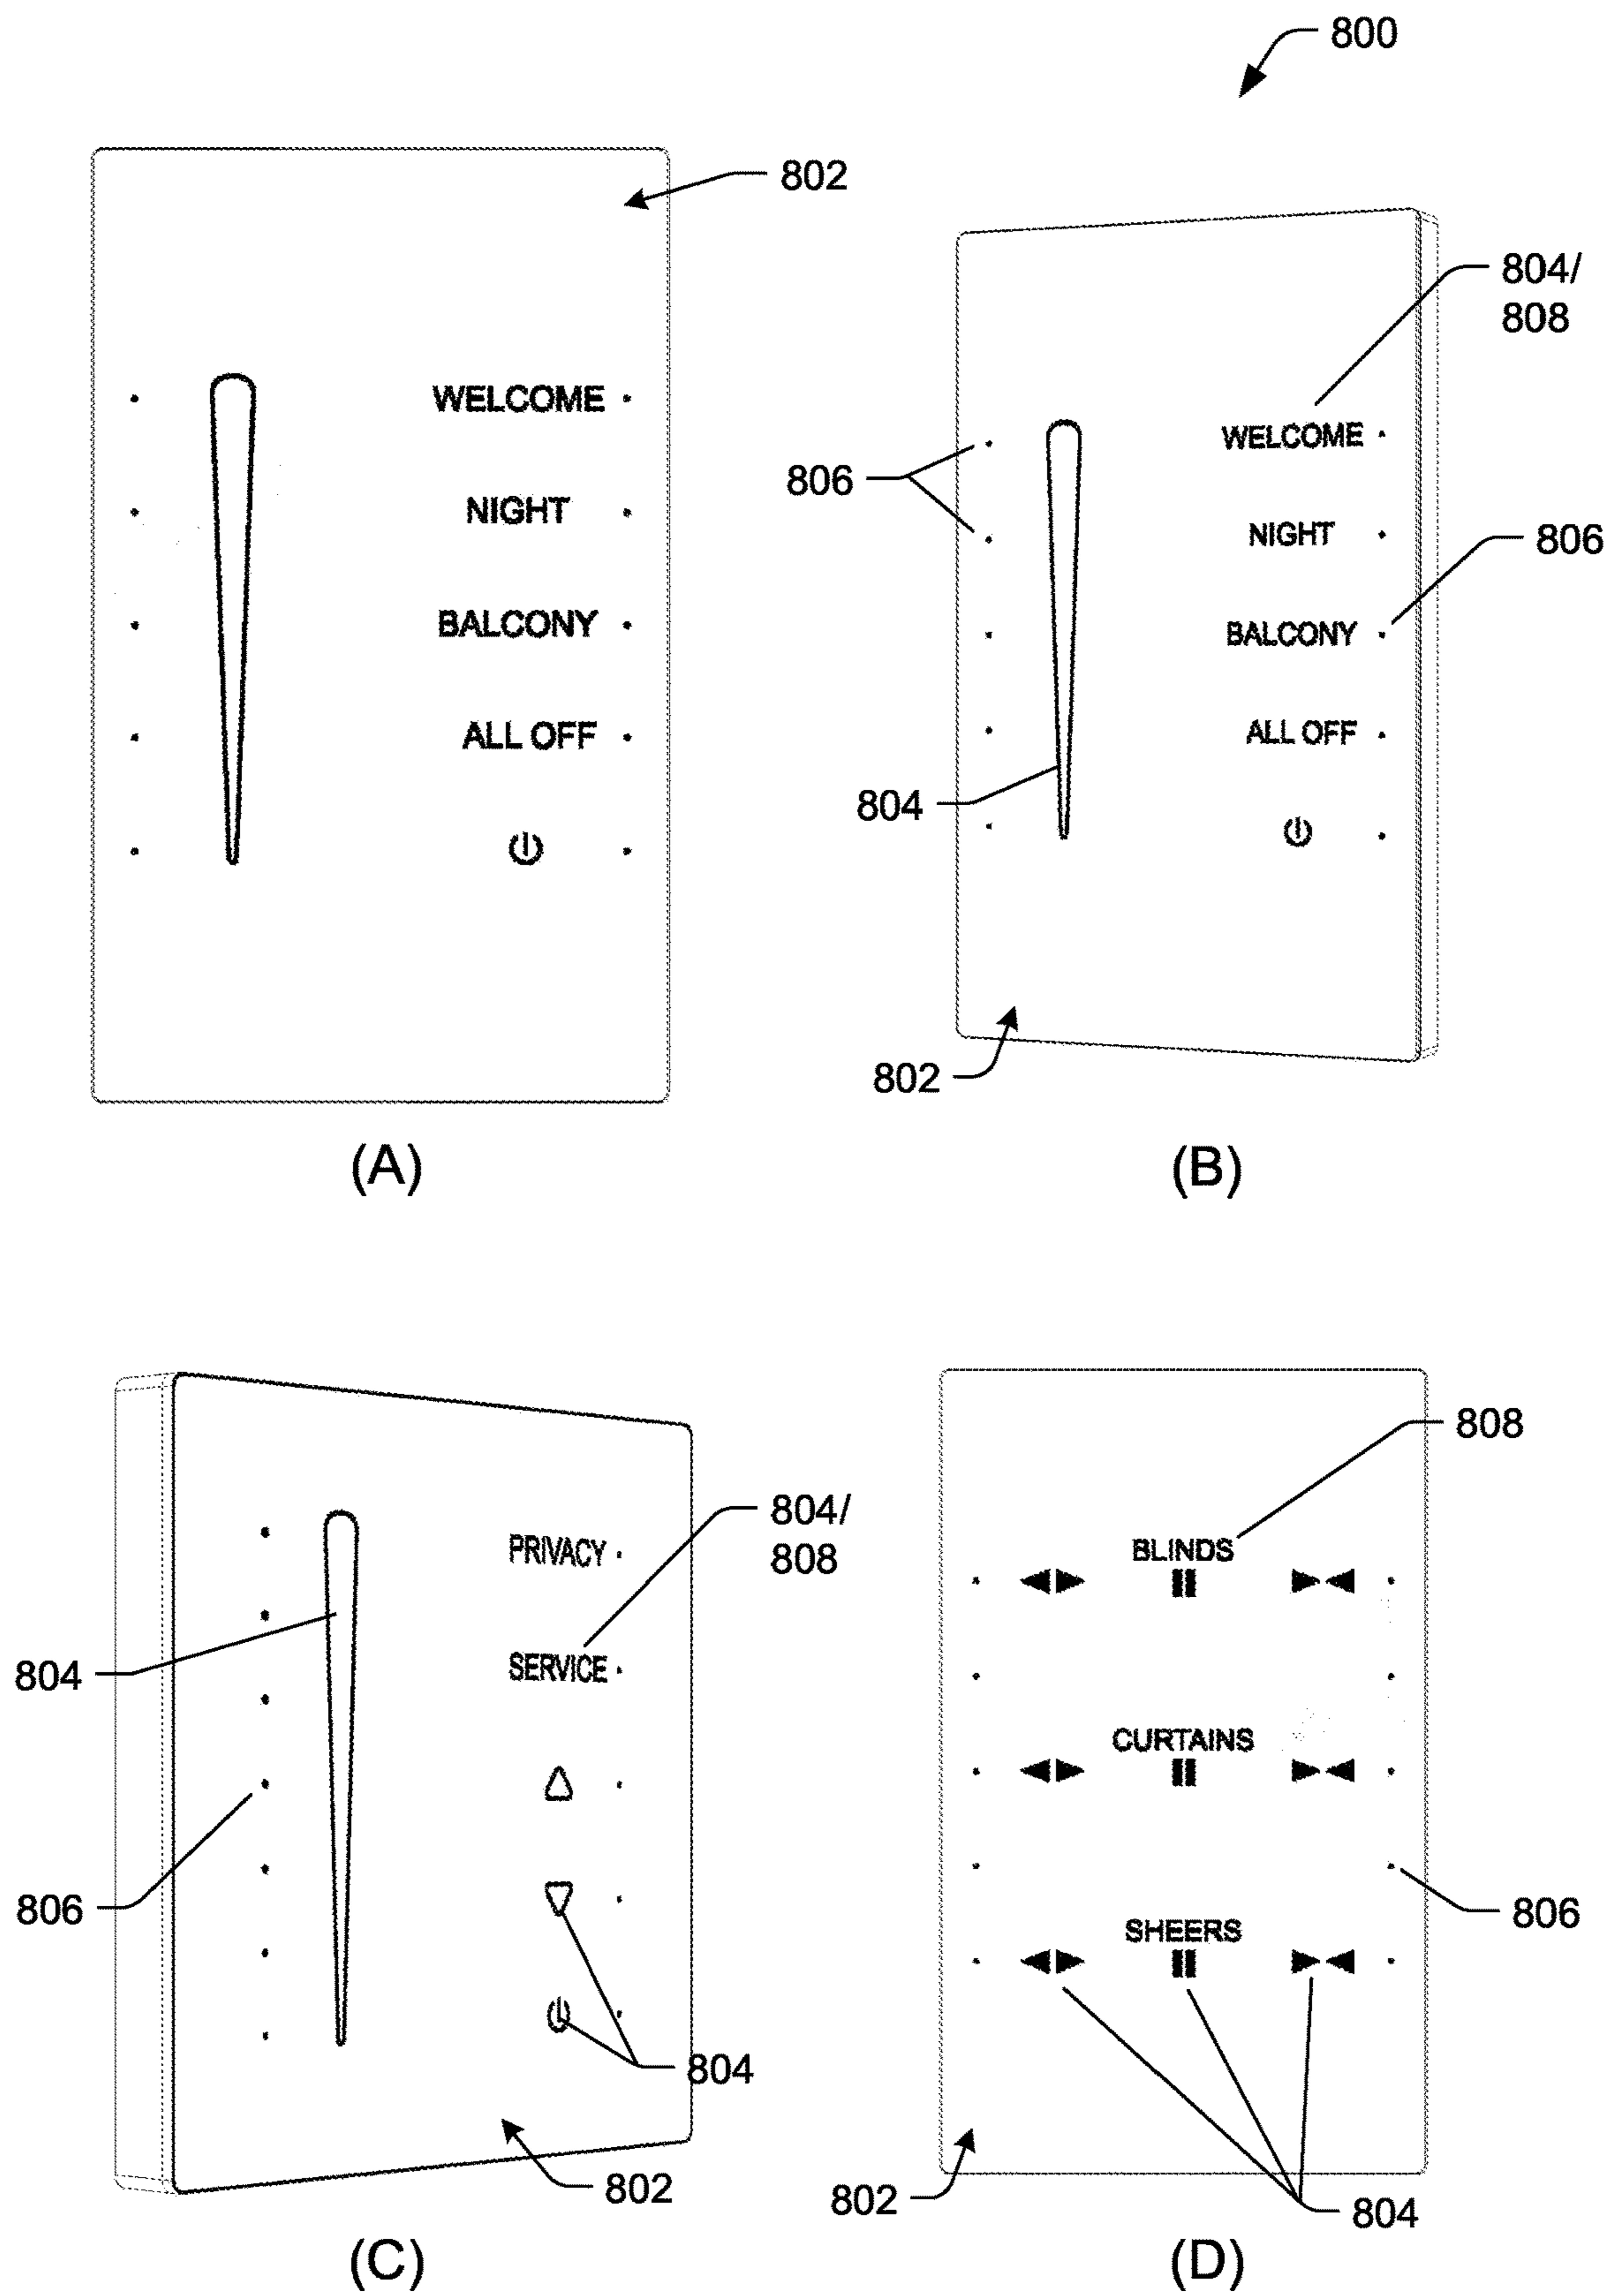 800
802
WELCOME
NIGHT
BALCONY
ALL OFF
(A)
804/
808
WELCOME
806
NIGHT
806
BALCONY
ALL OFF
804
802
(B)
804/
808
PRIVACY
804
SERVICE
806
804
802
(C)
808
BLINDS
CURTAINS
806
SHEERS
802
804
(D)